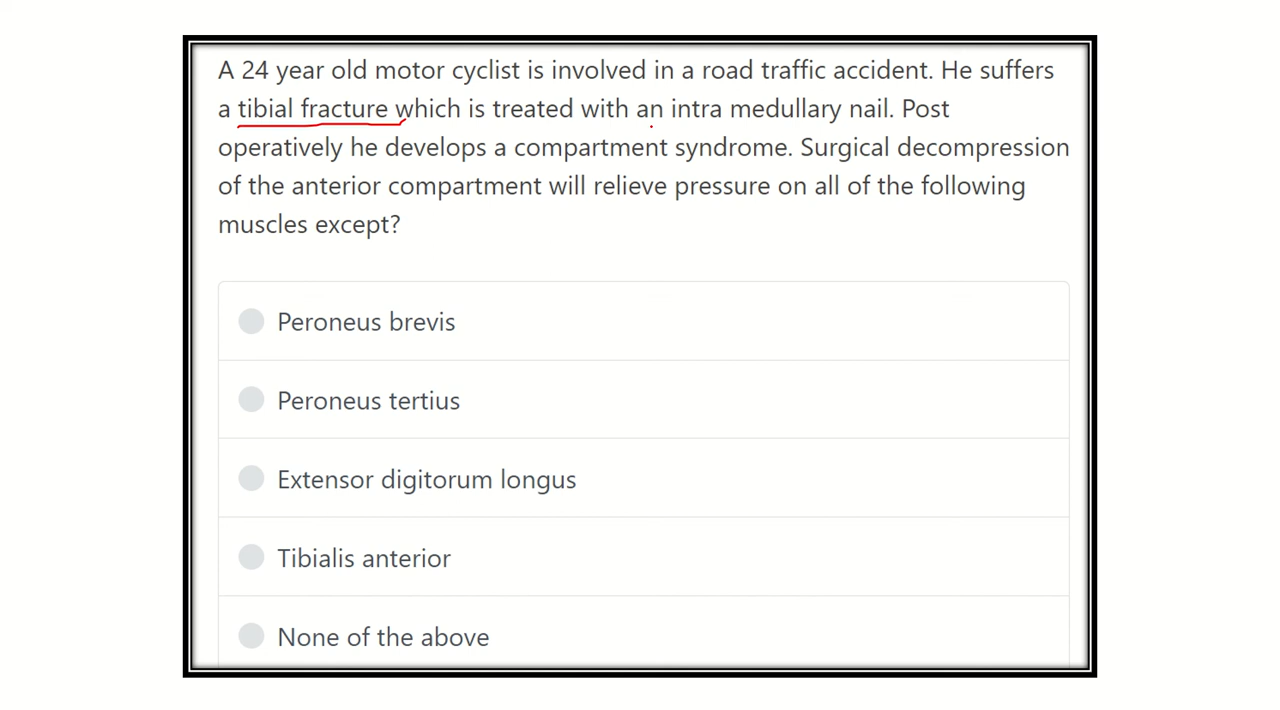 A 24 year old motor cyclist is involved in a road traffic accident. He suffers
a tibial fracture which is treated with an intra medullary nail. Post
operatively he develops a compartment syndrome. Surgical decompression
of the anterior compartment will relieve pressure on all of the following
muscles except?
Peroneus brevis
Peroneus tertius
Extensor digitorum longus
Tibialis anterior
None of the above